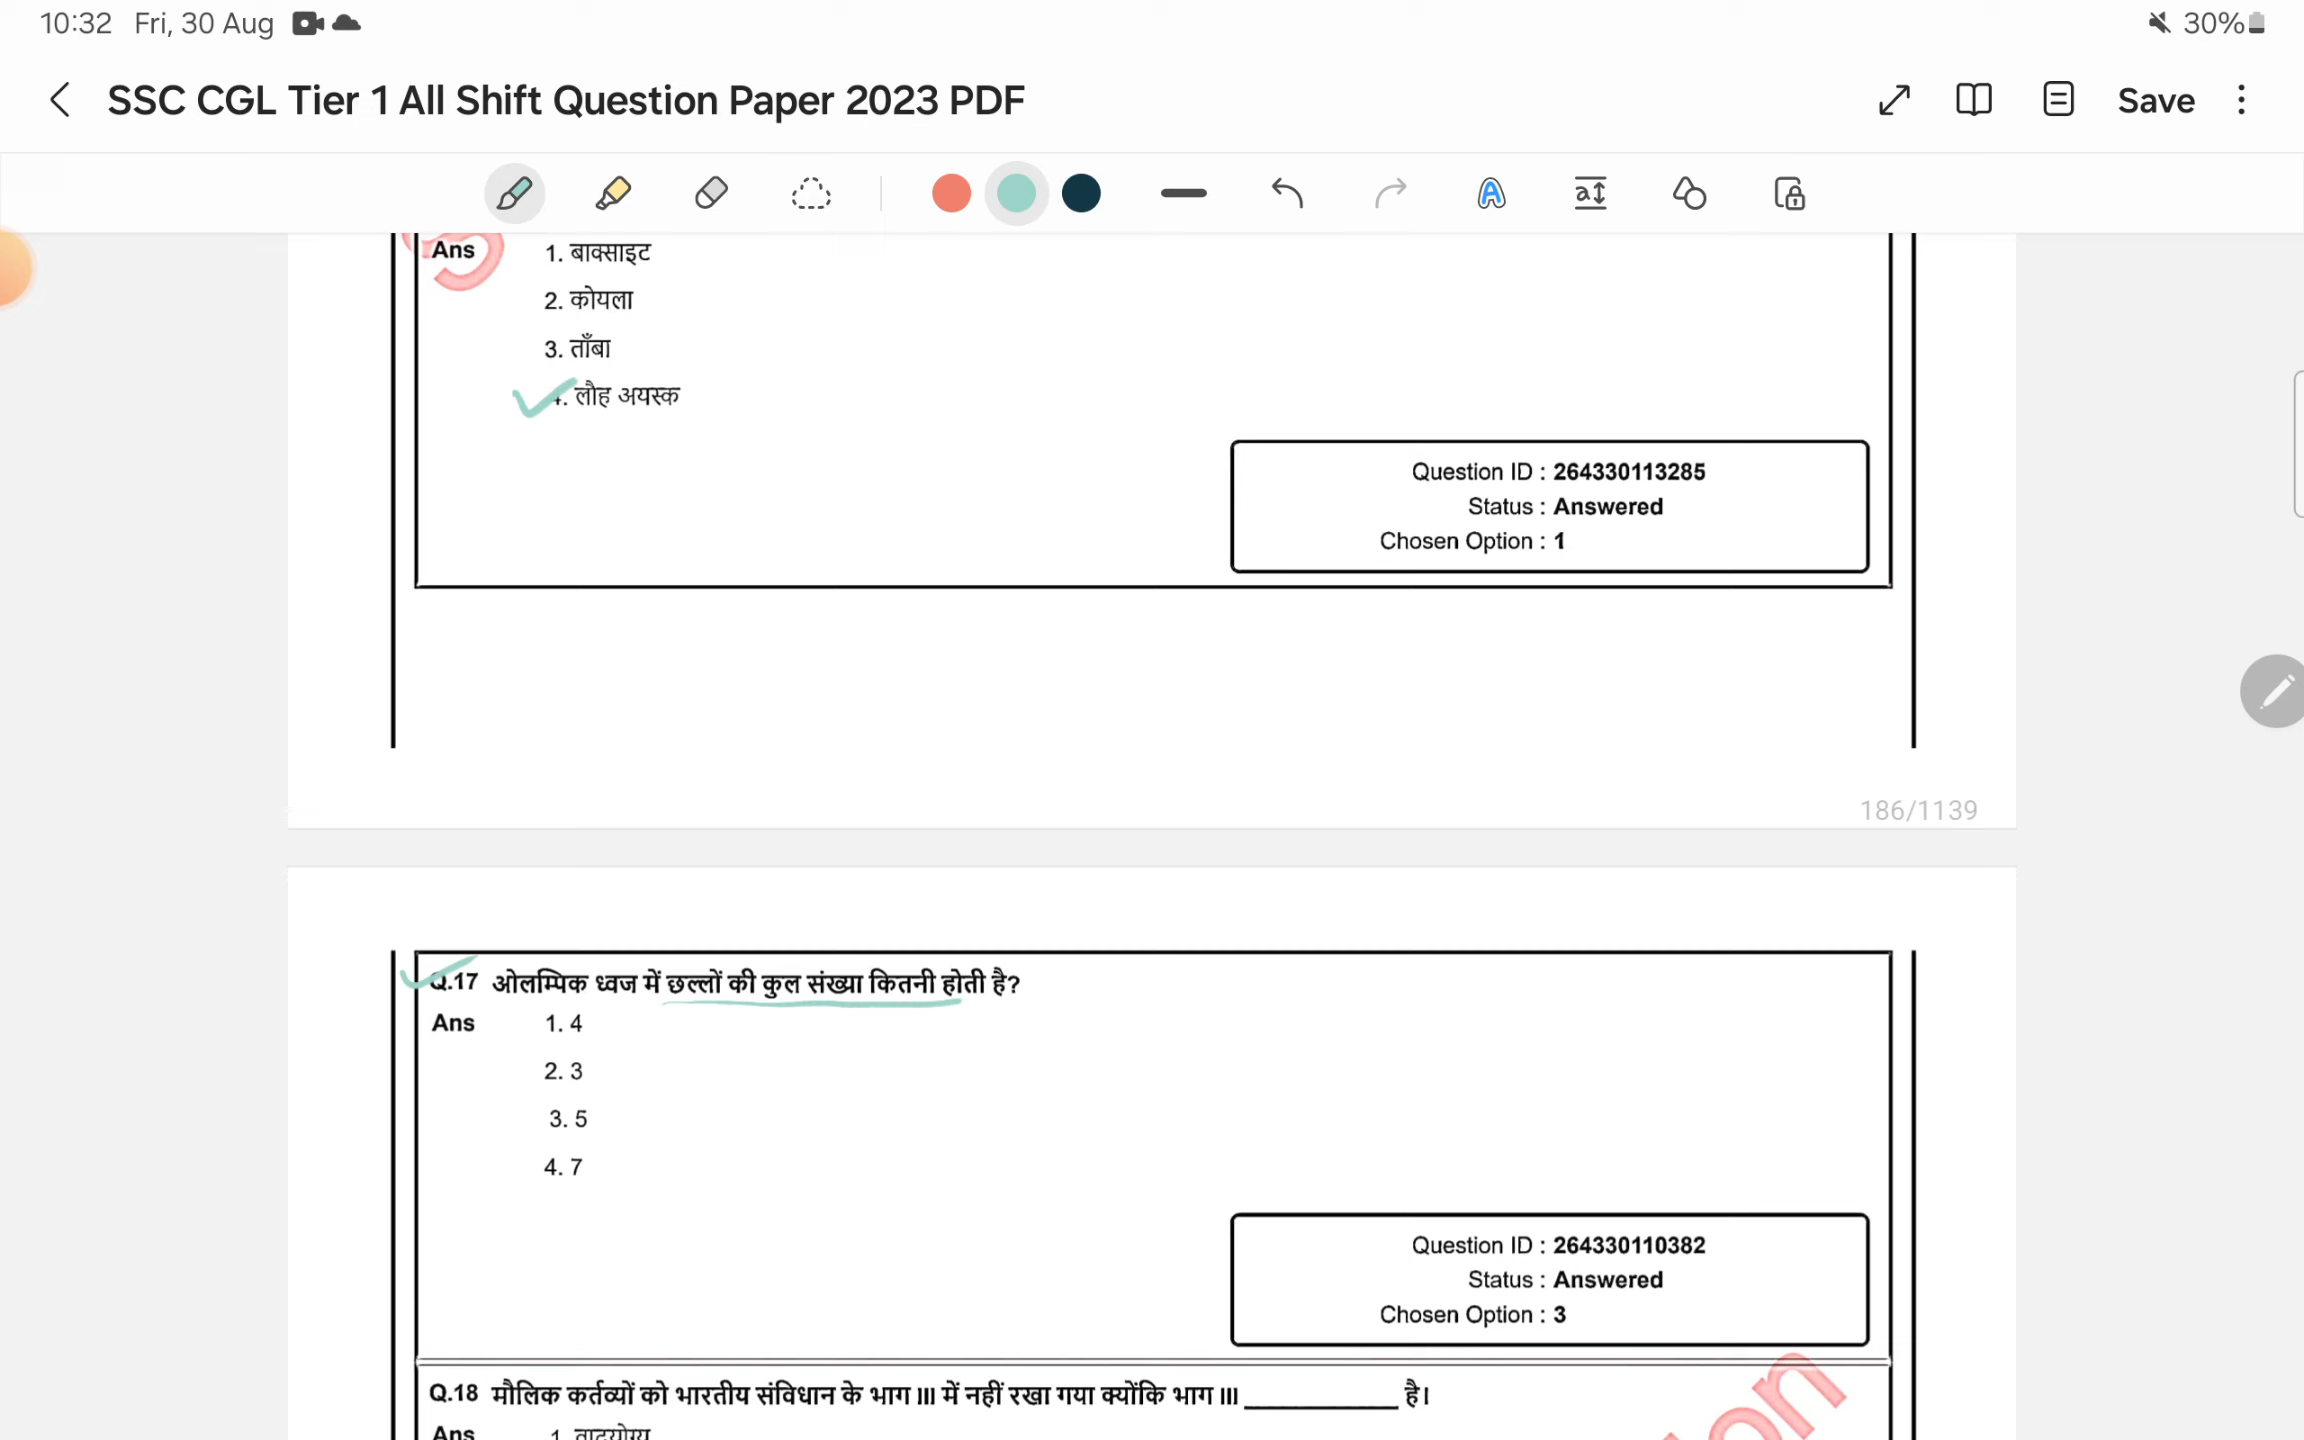 10:32 Fri, 30 Aug
30%
SSC CGL Tier 1 All Shift Question Paper 2023 PDF
Save
Ans
1. बाक्साइट
2. कोयला
3. ताँबा
4. लौह अयस्क
Question ID : 264330113285
Status : Answered
Chosen Option : 1
186/1139
Q.17 ओलम्पिक ध्वज में छल्लों की कुल संख्या कितनी होती है?
Ans
1. 4
2. 3
3. 5
4. 7
Question ID : 264330110382
Status : Answered
Chosen Option : 3
Q.18 मौलिक कर्तव्यों को भारतीय संविधान के भाग III में नहीं रखा गया क्योंकि भाग III ____________ है।
Ans
1. वादयोग्य